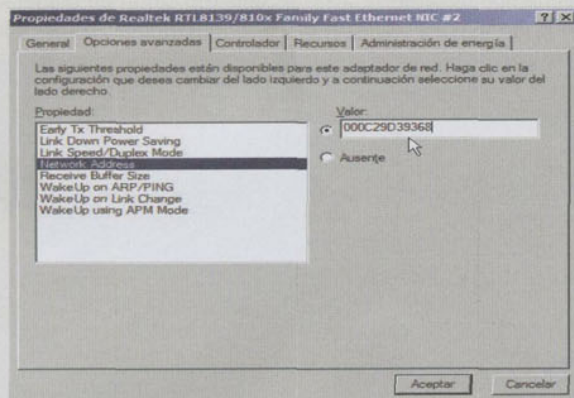 Propiedades de Realtek RTL8139/810x Family Fast Ethernet NIC #2
General Opciones avanzadas Controlador Recursos Administración de energía
Las siguientes propiedades están disponibles para este adaptador de red. Haga clic en la
configuración que desea cambiar del lado izquierdo y a continuación seleccione su valor del
lado derecho.
Propiedad:
Early Tx Threshold
Link Down Power Saving
Link Speed/Duplex Mode
Network Address
Receive Buffer Size
WakeUp on ARP/PING
WakeUp on Link Change
WakeUp using APM Mode
Valor:
000C29D39368
Ausente
Aceptar
Cancelar